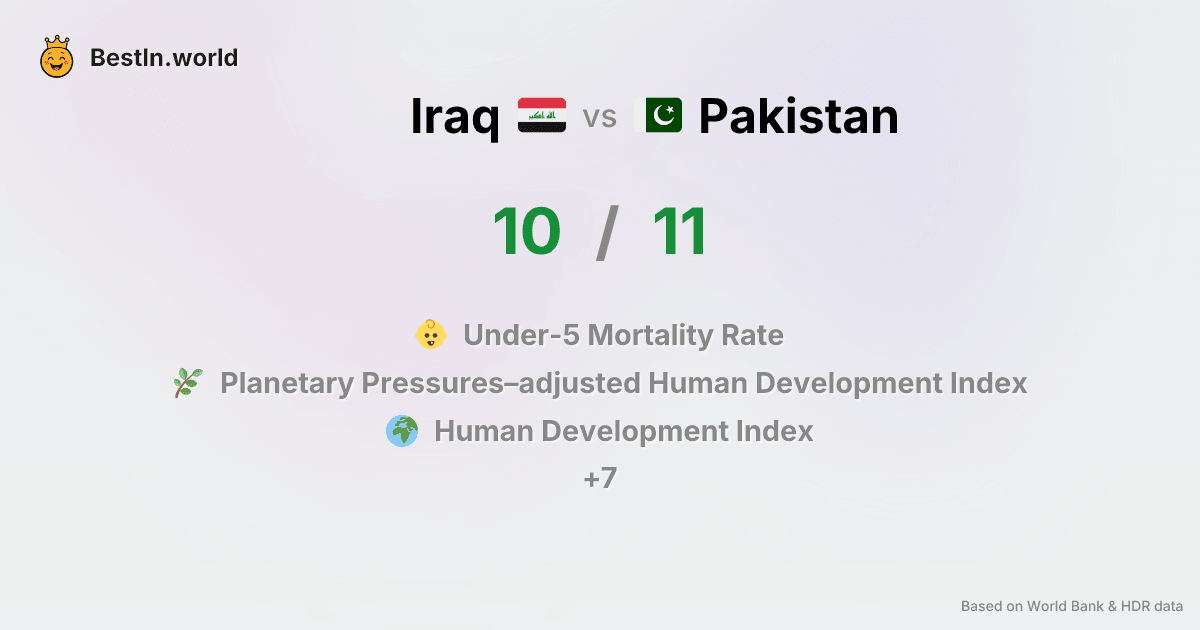 BestIn.world
Iraq vs Pakistan
10 / 11
Under-5 Mortality Rate
Planetary Pressures–adjusted Human Development Index
Human Development Index
+7
Based on World Bank & HDR data